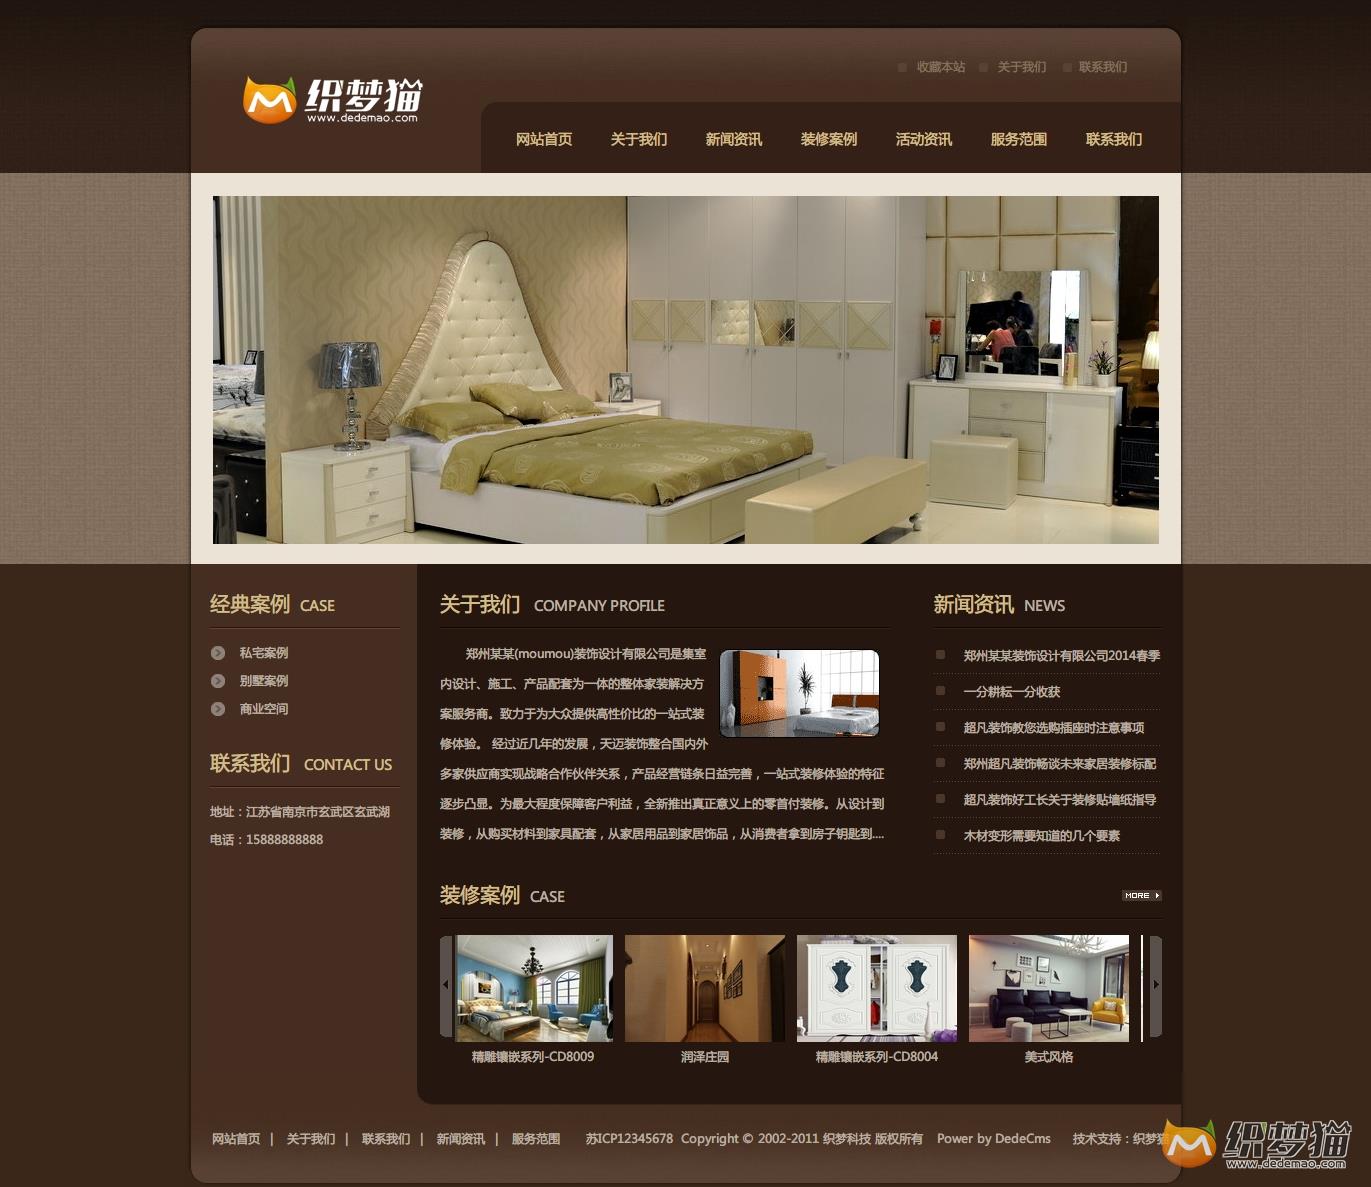 收藏本站 关于我们 联系我们
织梦猫
www.dedemao.com
网站首页 关于我们 新闻资讯 装修案例 活动资讯 服务范围 联系我们
经典案例 CASE
私宅案例
别墅案例
商业空间
联系我们 CONTACT US
地址：江苏省南京市玄武区玄武湖
电话：15888888888
关于我们 COMPANY PROFILE
郑州某某(moumou)装饰设计有限公司是集室
内设计、施工、产品配套为一体的整体家装解决方
案服务商。致力于为大众提供高性价比的一站式装
修体验。 经过近几年的发展，天迈装饰整合国内外
多家供应商实现战略合作伙伴关系，产品经营链条日益完善，一站式装修体验的特征
逐步凸显。为最大程度保障客户利益，全新推出真正意义上的零首付装修。从设计到
装修，从购买材料到家具配套，从家居用品到家居饰品，从消费者拿到房子钥匙到....
新闻资讯 NEWS
郑州某某装饰设计有限公司2014春季
一分耕耘一分收获
超凡装饰教您选购插座时注意事项
郑州超凡装饰畅谈未来家居装修标配
超凡装饰好工长关于装修贴墙纸指导
木材变形需要知道的几个要素
装修案例 CASE
MORE
精雕镶嵌系列-CD8009 润泽庄园 精雕镶嵌系列-CD8004 美式风格
网站首页 | 关于我们 | 联系我们 | 新闻资讯 | 服务范围 苏ICP12345678 Copyright © 2002-2011 织梦科技 版权所有 Power by DedeCms 技术支持：织梦猫
织梦猫
www.dedemao.com